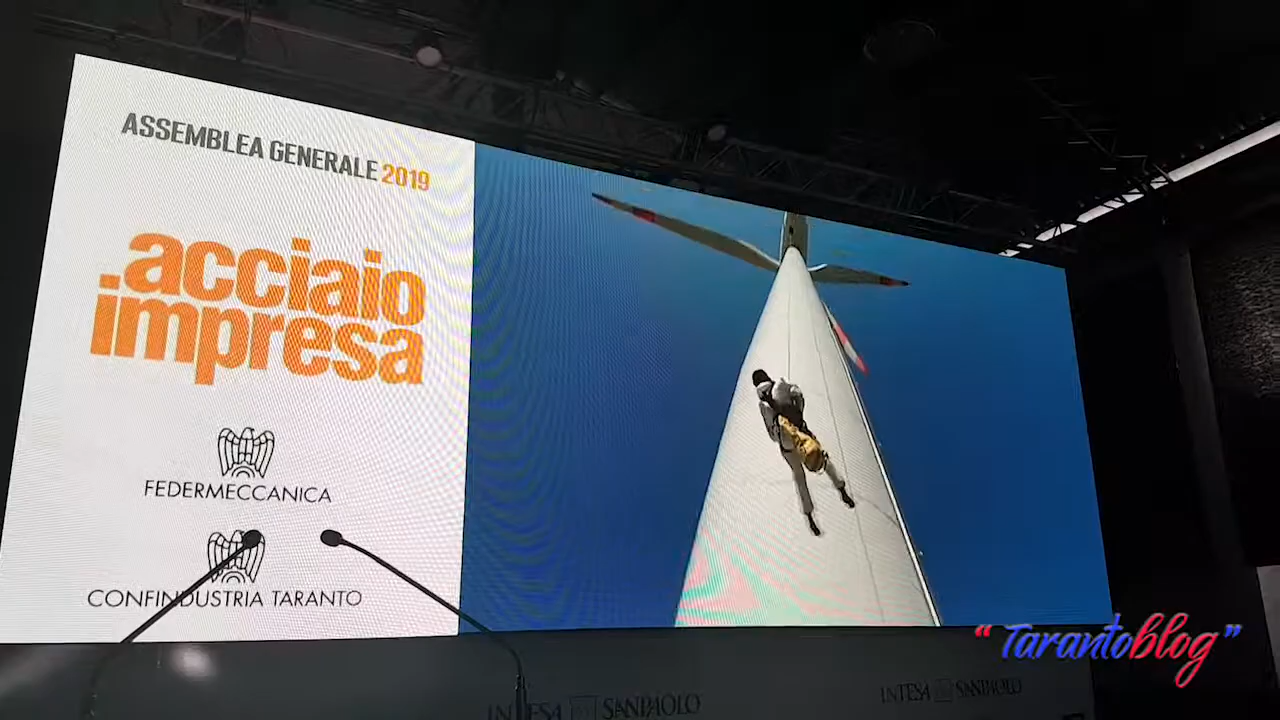 ASSEMBLEA GENERALE 2019
acciaio
impresa
FEDERMECCANICA
CONFINDUSTRIA TARANTO
INTESA SANPAOLO
INTESA SANPAOLO
"Tarantoblog"